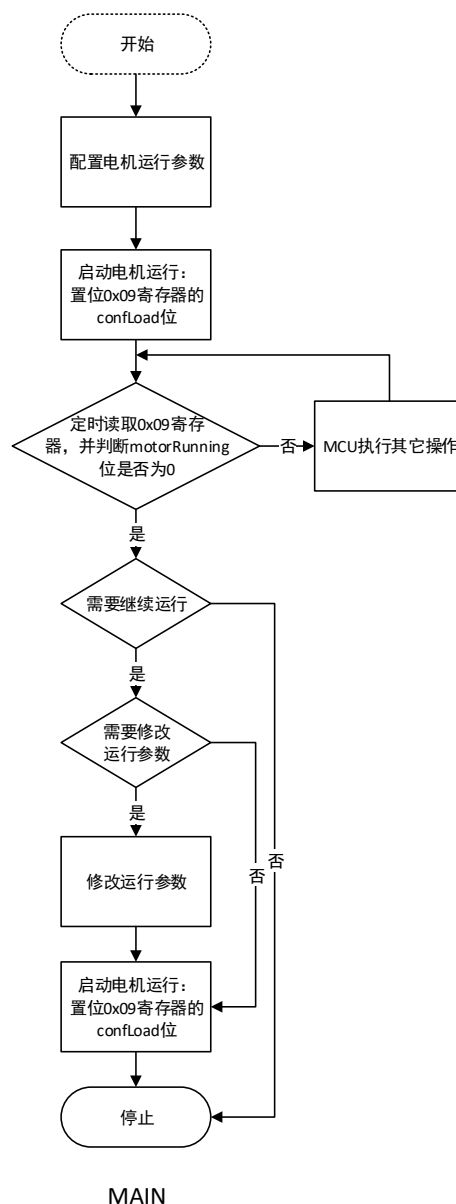 开始
配置电机运行参数
启动电机运行：
置位0x09寄存器的
confLoad位
定时读取0x09寄存
器，并判断motorRunning
位是否为0
否
MCU执行其它操作
是
需要继续运行
是
需要修改
运行参数
是
否
否
修改运行参数
启动电机运行：
置位0x09寄存器的
confLoad位
停止
MAIN